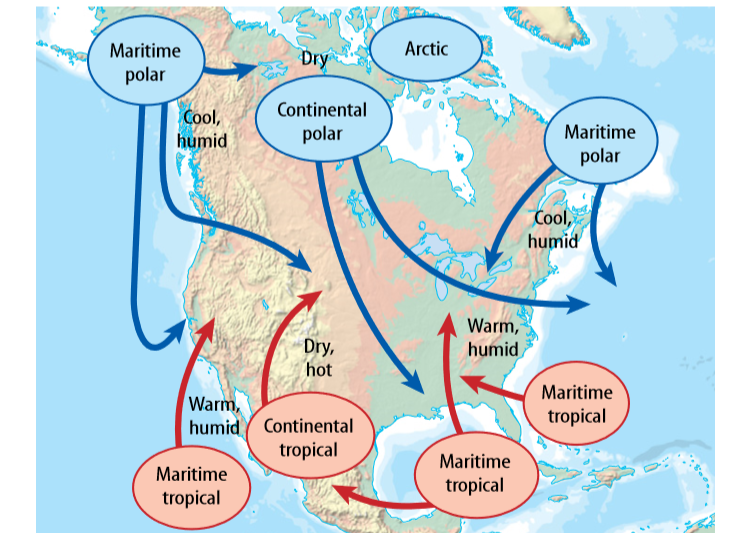 Maritime
polar
Dry
Arctic
Continental
polar
Cool,
humid
Maritime
polar
Cool,
humid
Warm,
humid
Dry,
hot
Warm,
humid
Continental
tropical
Maritime
tropical
Maritime
tropical
Maritime
tropical